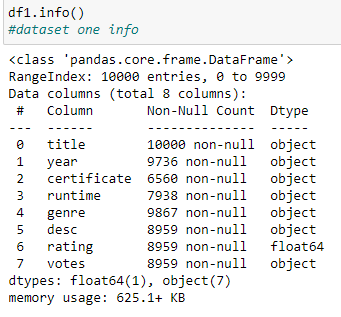 df1.info()
#dataset one info
<class 'pandas.core.frame.DataFrame'>
RangeIndex: 10000 entries, 0 to 9999
Data columns (total 8 columns):
 #   Column       Non-Null Count  Dtype
---  ------       --------------  -----
 0   title        10000 non-null  object
 1   year         9736 non-null   object
 2   certificate  6560 non-null   object
 3   runtime      7938 non-null   object
 4   genre        9867 non-null   object
 5   desc         8959 non-null   object
 6   rating       8959 non-null   float64
 7   votes        8959 non-null   object
dtypes: float64(1), object(7)
memory usage: 625.1+ KB